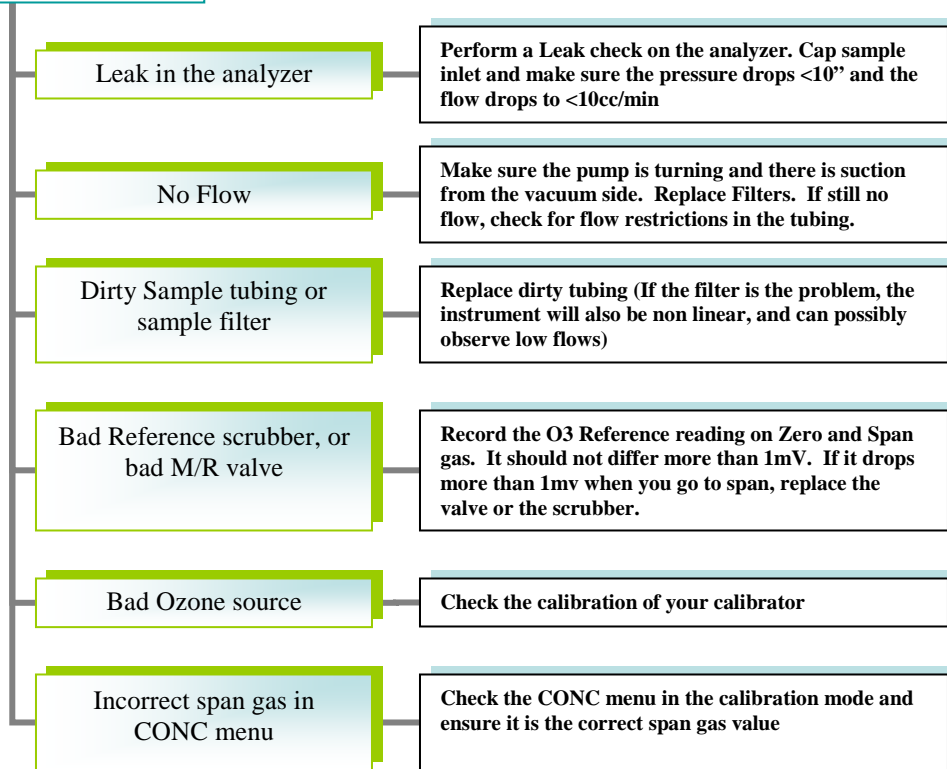 Leak in the analyzer
Perform a Leak check on the analyzer. Cap sample
inlet and make sure the pressure drops <10” and the
flow drops to <10cc/min
No Flow
Make sure the pump is turning and there is suction
from the vacuum side. Replace Filters. If still no
flow, check for flow restrictions in the tubing.
Dirty Sample tubing or
sample filter
Replace dirty tubing (If the filter is the problem, the
instrument will also be non linear, and can possibly
observe low flows)
Bad Reference scrubber, or
bad M/R valve
Record the O3 Reference reading on Zero and Span
gas. It should not differ more than 1mV. If it drops
more than 1mv when you go to span, replace the
valve or the scrubber.
Bad Ozone source
Check the calibration of your calibrator
Incorrect span gas in
CONC menu
Check the CONC menu in the calibration mode and
ensure it is the correct span gas value